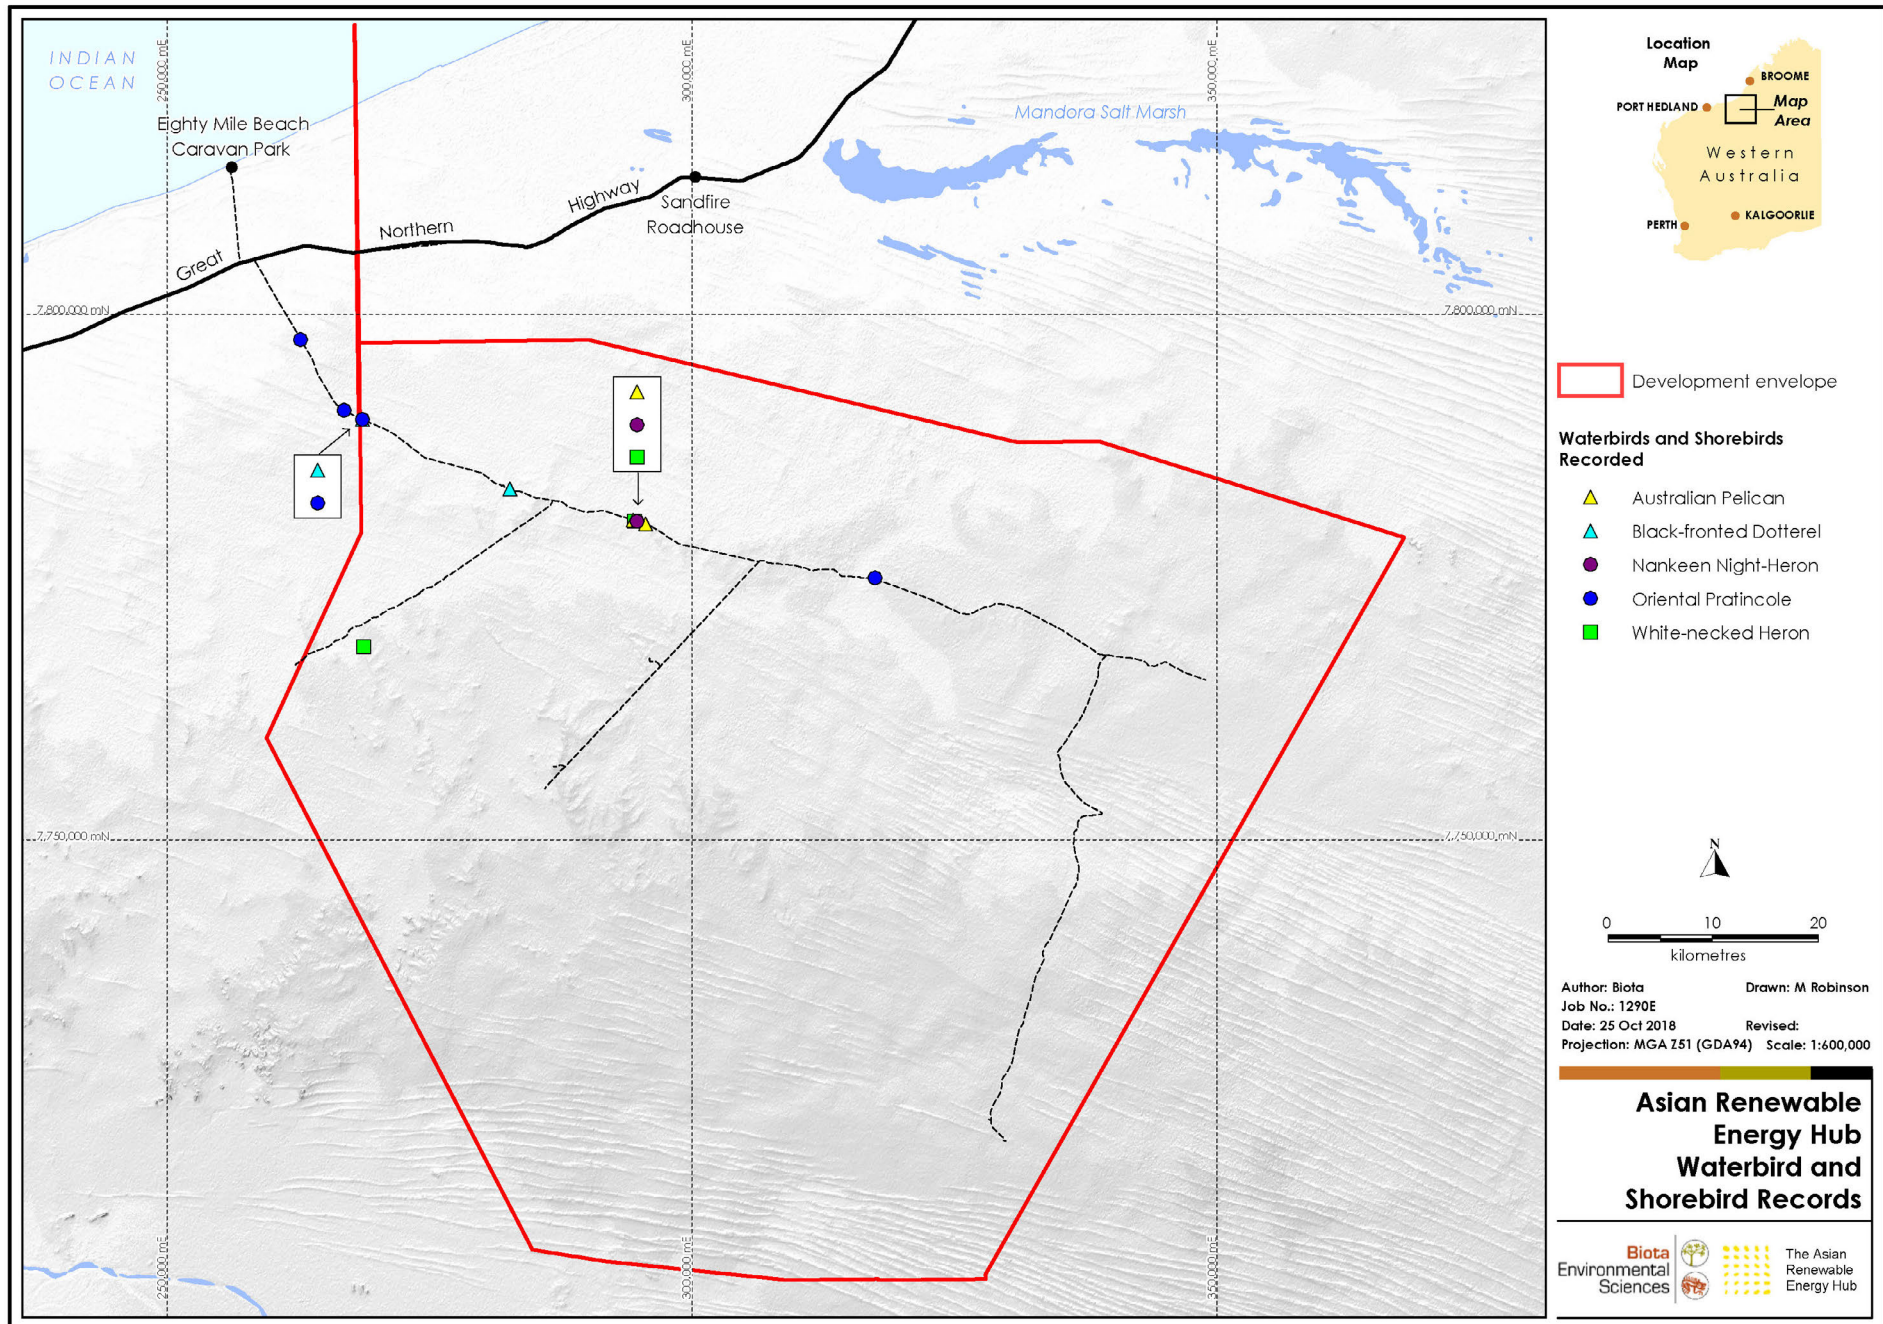 INDIAN
OCEAN
250,000 mE
300,000 mE
350,000 mE
Eighty Mile Beach
Caravan Park
Mandora Salt Marsh
Great
Northern
Highway
Sandfire
Roadhouse
7,800,000 mN
7,800,000 mN
7,750,000 mN
7,750,000 mN
250,000 mE
300,000 mE
350,000 mE
Location
Map
BROOME
PORT HEDLAND
Map
Area
Western
Australia
KALGOORLIE
PERTH
Development envelope
Waterbirds and Shorebirds
Recorded
Australian Pelican
Black-fronted Dotterel
Nankeen Night-Heron
Oriental Pratincole
White-necked Heron
N
0 10 20
kilometres
Author: Biota Drawn: M Robinson
Job No.: 1290E
Date: 25 Oct 2018 Revised:
Projection: MGA Z51 (GDA94) Scale: 1:600,000
Asian Renewable
Energy Hub
Waterbird and
Shorebird Records
Biota
Environmental
Sciences
The Asian
Renewable
Energy Hub